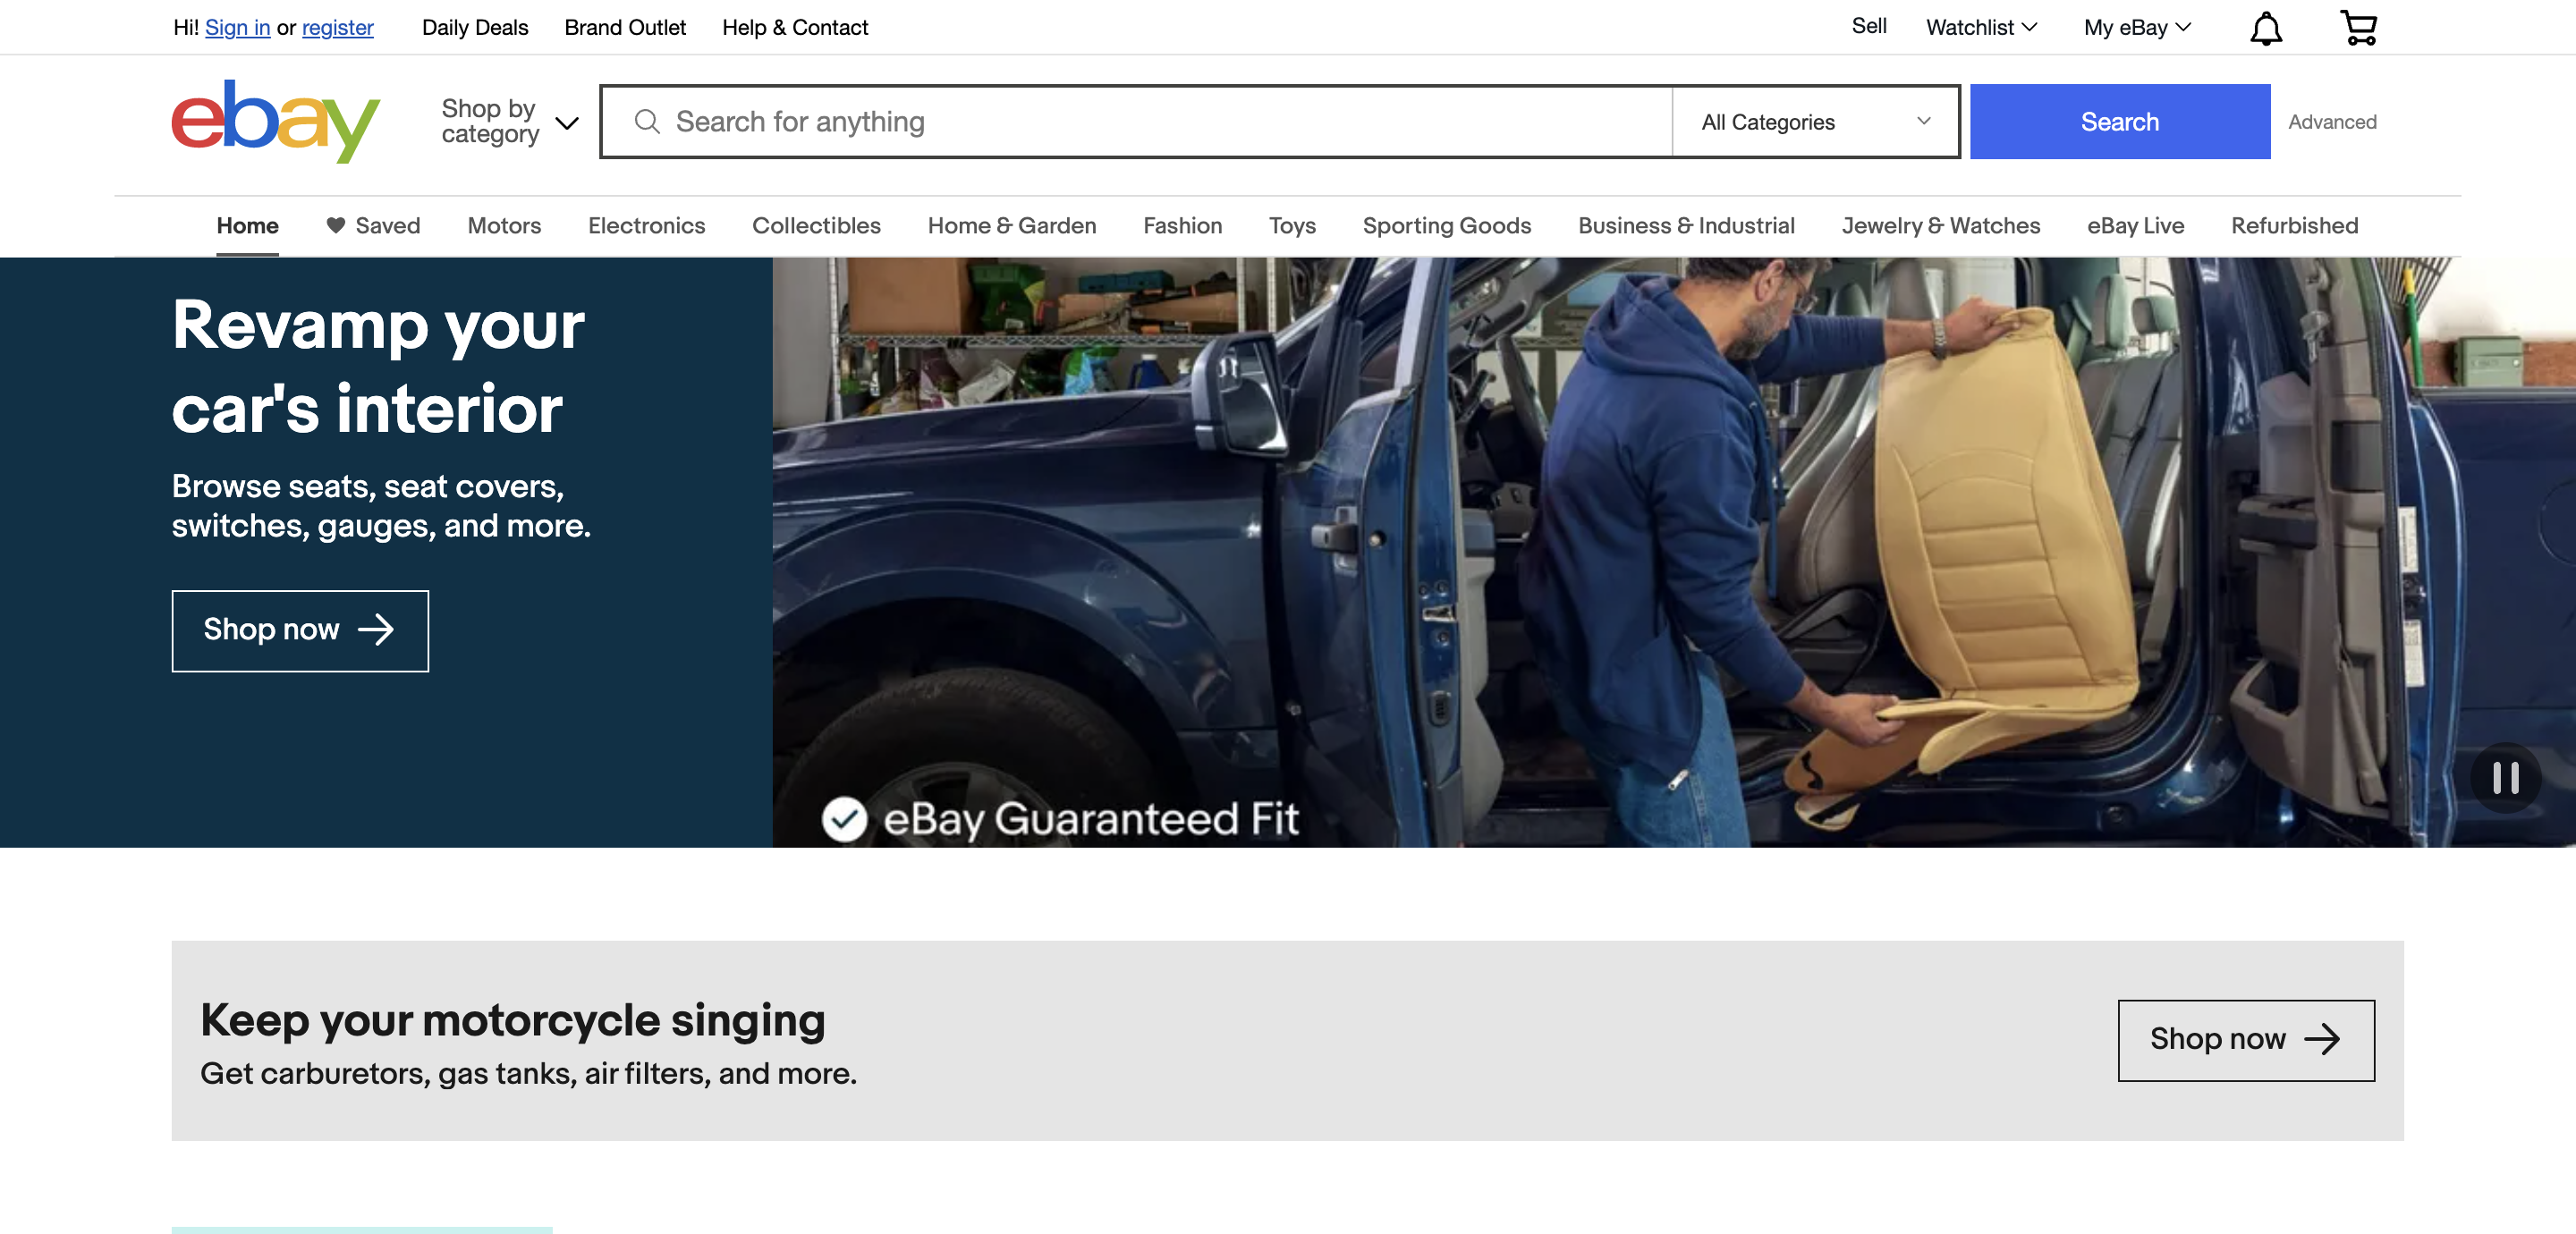 Hi! Sign in or register Daily Deals Brand Outlet Help & Contact Sell Watchlist My eBay
ebay
Shop by
category
Search for anything
All Categories
Search
Advanced
Home Saved Motors Electronics Collectibles Home & Garden Fashion Toys Sporting Goods Business & Industrial Jewelry & Watches eBay Live Refurbished
Revamp your
car's interior
Browse seats, seat covers,
switches, gauges, and more.
Shop now
eBay Guaranteed Fit
Keep your motorcycle singing
Get carburetors, gas tanks, air filters, and more.
Shop now